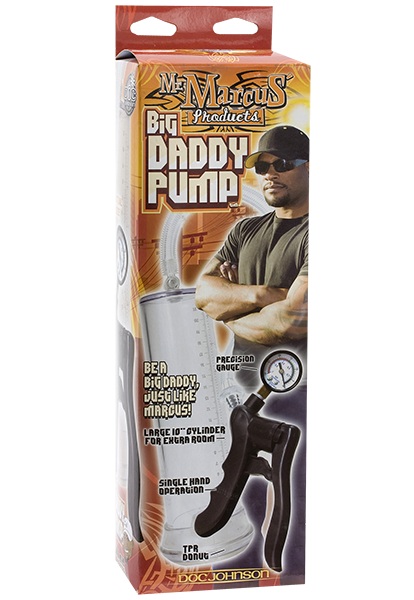 Mr. Marcus
Products
BIG
DADDY
PUMP
PRECISION
GAUGE
BE A
BIG DADDY,
JUST LIKE
MARCUS!
LARGE 10" CYLINDER
FOR EXTRA ROOM
SINGLE HAND
OPERATION
TPR
DONUT
DOC JOHNSON